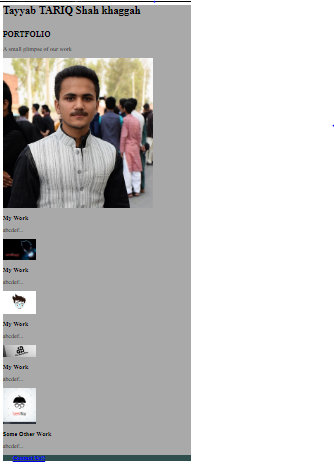 Tayyab TARIQ Shah khaggah
PORTFOLIO
A small glimpse of our work
My Work
abcdef...
My Work
abcdef...
My Work
abcdef...
My Work
abcdef...
Some Other Work
abcdef...